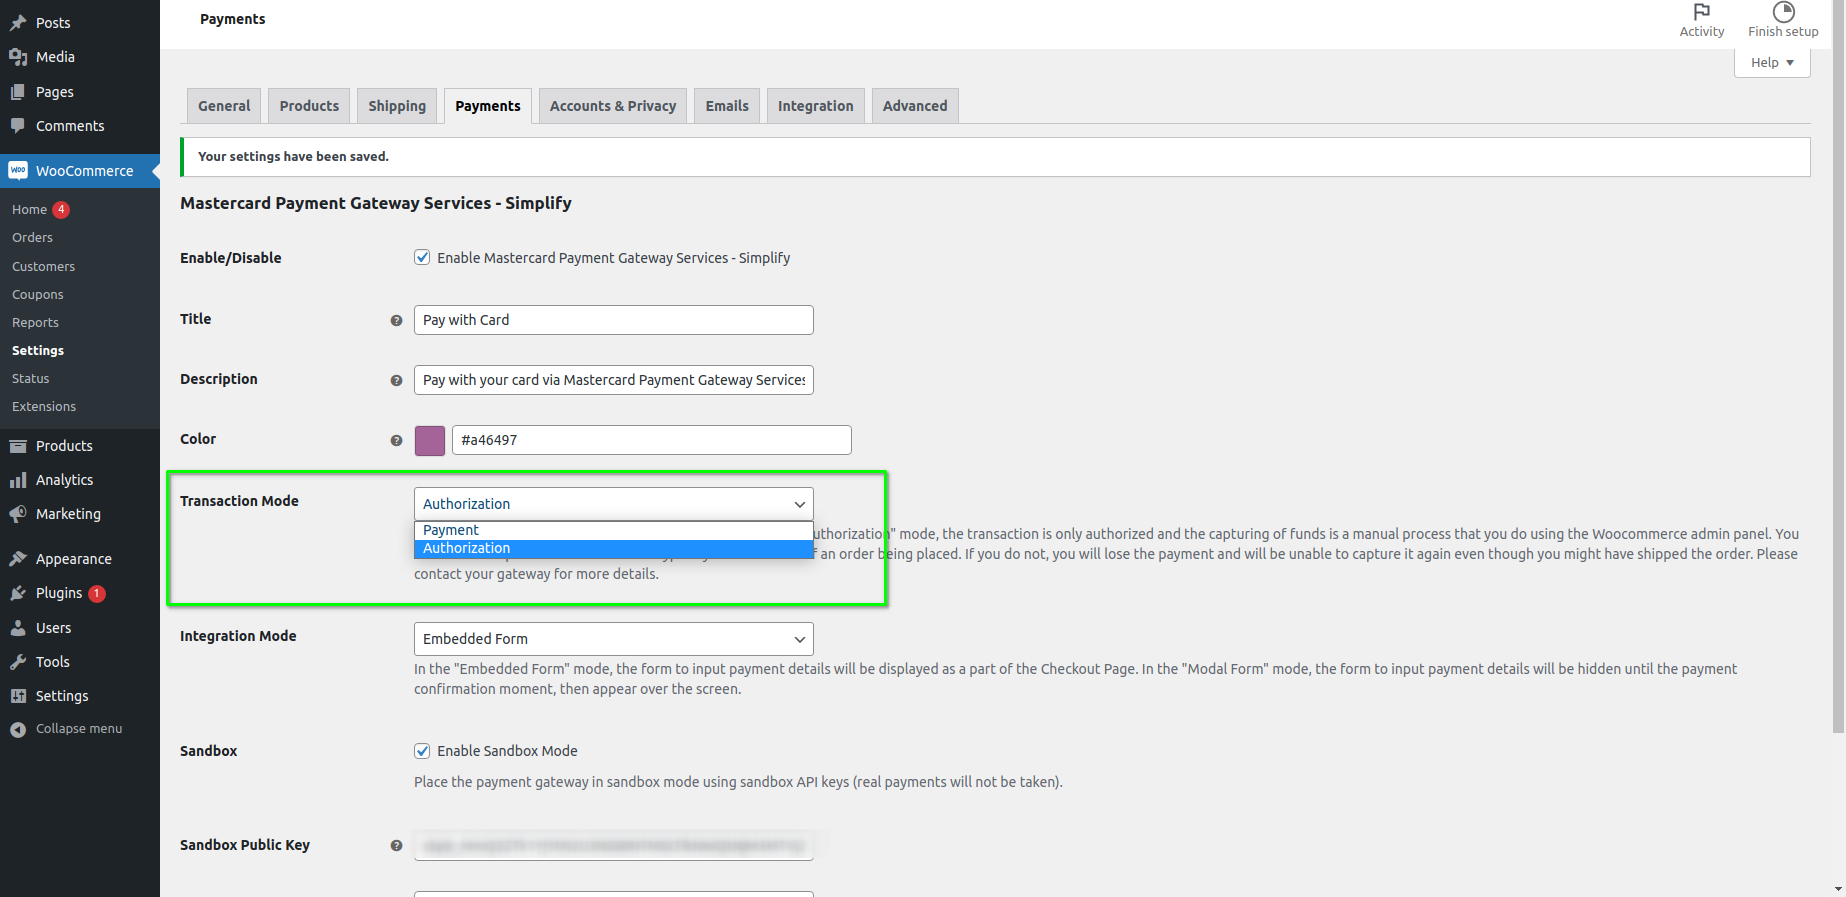 Posts
Media
Pages
Comments
WooCommerce
Home 4
Orders
Customers
Coupons
Reports
Settings
Status
Extensions
Products
Analytics
Marketing
Appearance
Plugins 1
Users
Tools
Settings
Collapse menu
Payments
Activity
Finish setup
Help
General
Products
Shipping
Payments
Accounts & Privacy
Emails
Integration
Advanced
Your settings have been saved.
Mastercard Payment Gateway Services - Simplify
Enable/Disable
Enable Mastercard Payment Gateway Services - Simplify
Title
Pay with Card
Description
Pay with your card via Mastercard Payment Gateway Services
Color
#a46497
Transaction Mode
Authorization
Payment
Authorization
uthorization" mode, the transaction is only authorized and the capturing of funds is a manual process that you do using the Woocommerce admin panel. You
an order being placed. If you do not, you will lose the payment and will be unable to capture it again even though you might have shipped the order. Please
contact your gateway for more details.
Integration Mode
Embedded Form
In the "Embedded Form" mode, the form to input payment details will be displayed as a part of the Checkout Page. In the "Modal Form" mode, the form to input payment details will be hidden until the payment
confirmation moment, then appear over the screen.
Sandbox
Enable Sandbox Mode
Place the payment gateway in sandbox mode using sandbox API keys (real payments will not be taken).
Sandbox Public Key